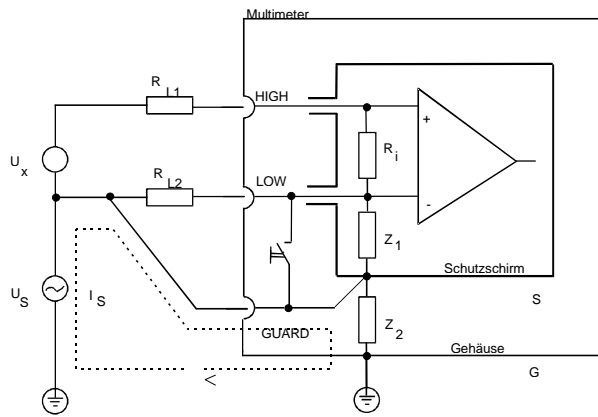 Multimeter
R L1
HIGH
+
R i
U x
R L2
LOW
-
Z 1
Schutzschirm
U S
I S
S
GUARD
Z 2
Gehäuse
G
<